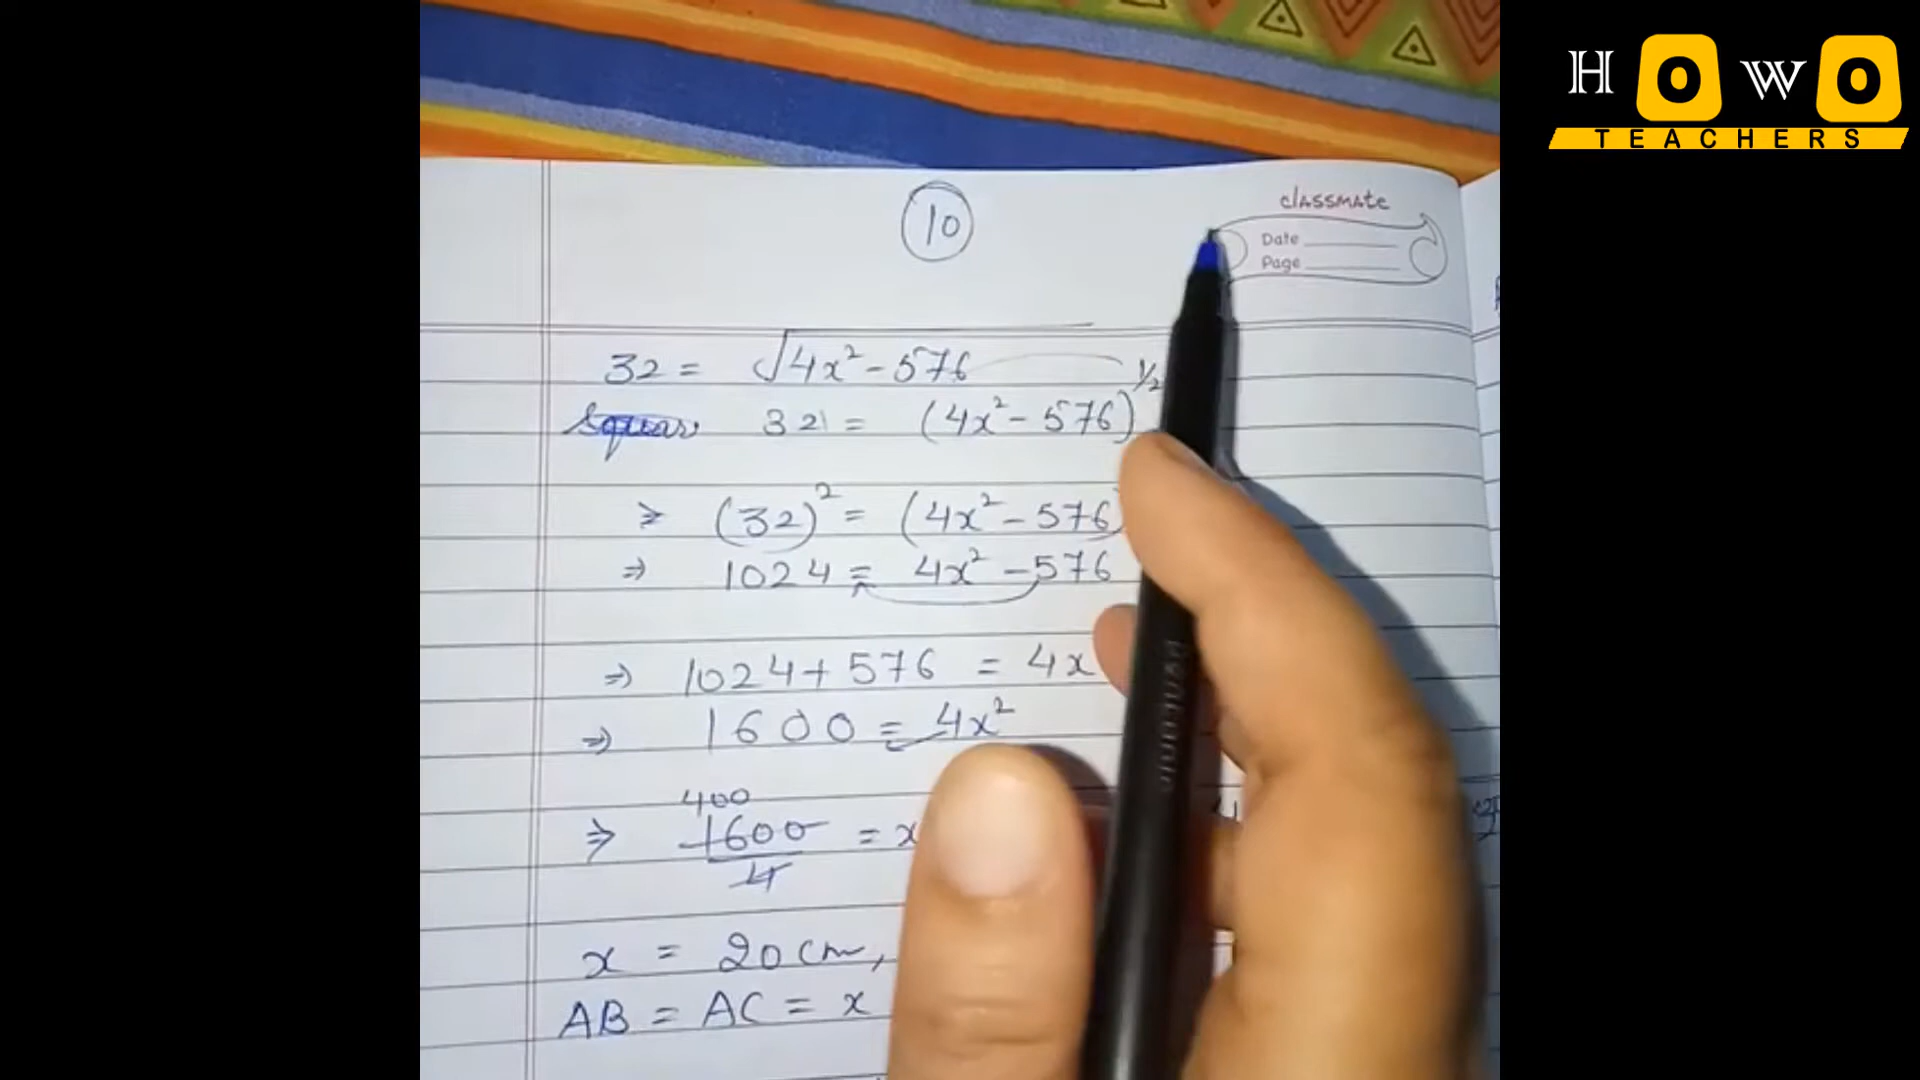 HOWO
TEACHERS
classmate
Date
Page
10
32 = √4x² - 576
Square 32 = (4x² - 576)^1/2
⇒ (32)² = (4x² - 576)
⇒ 1024 = 4x² - 576
⇒ 1024 + 576 = 4x
⇒ 1600 = 4x²
400
⇒ 1600/4 = x
x = 20 cm,
AB = AC = x